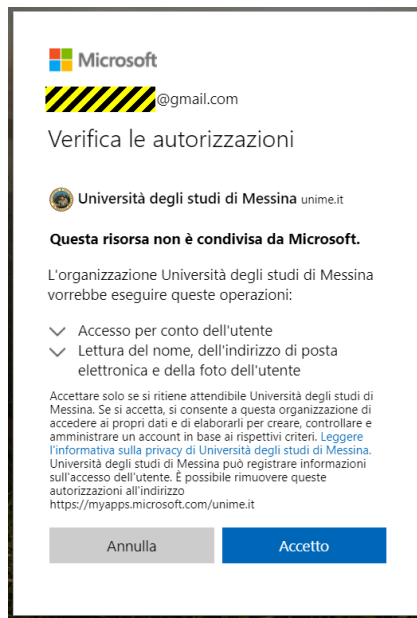 Microsoft
@gmail.com
Verifica le autorizzazioni
Università degli studi di Messina unime.it
Questa risorsa non è condivisa da Microsoft.
L'organizzazione Università degli studi di Messina
vorrebbe eseguire queste operazioni:
Accesso per conto dell'utente
Lettura del nome, dell'indirizzo di posta
elettronica e della foto dell'utente
Accettare solo se si ritiene attendibile Università degli studi di
Messina. Se si accetta, si consente a questa organizzazione di
accedere ai propri dati e di elaborarli per creare, controllare e
amministrare un account in base ai rispettivi criteri. Leggere
l'informativa sulla privacy di Università degli studi di Messina.
Università degli studi di Messina può registrare informazioni
sull'accesso dell'utente. È possibile rimuovere queste
autorizzazioni all'indirizzo
https://myapps.microsoft.com/unime.it
Annulla Accetto